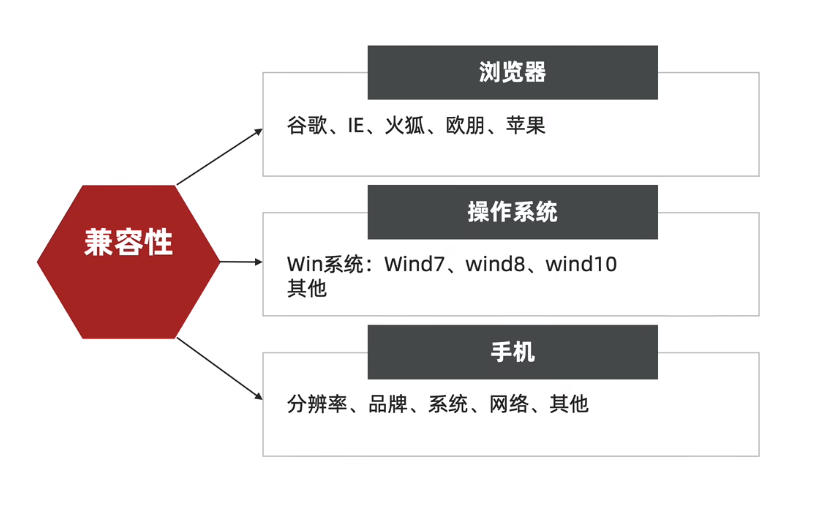 浏览器
谷歌、IE、火狐、欧朋、苹果
兼容性
操作系统
Win系统：Wind7、wind8、wind10
其他
手机
分辨率、品牌、系统、网络、其他